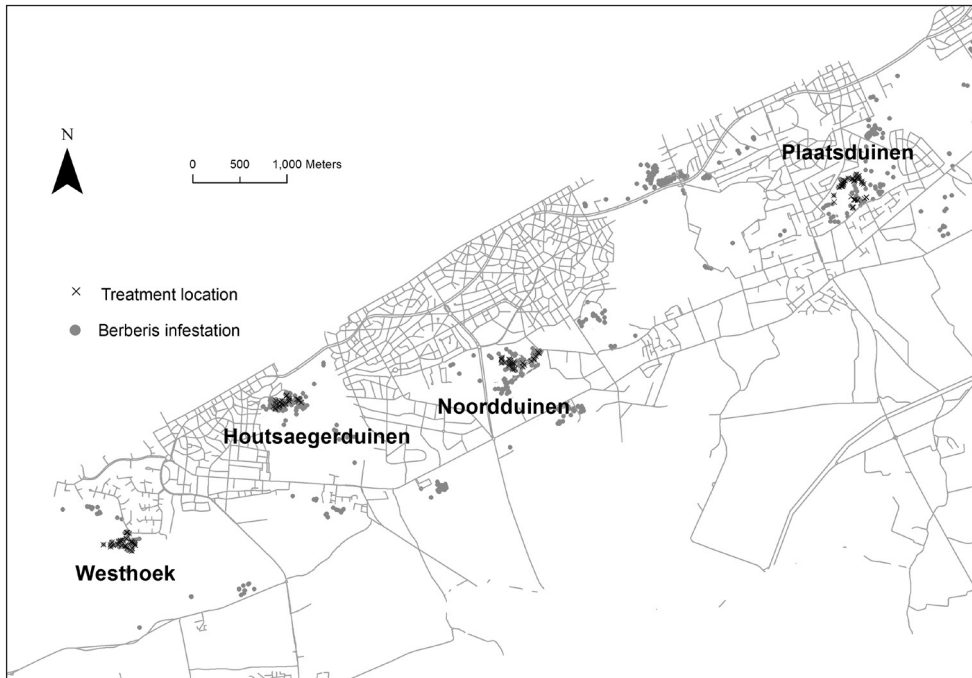 Plaatsduinen
N
0 500 1,000 Meters
Treatment location
Berberis infestation
Noordduinen
Houtsaegerduinen
Westhoek